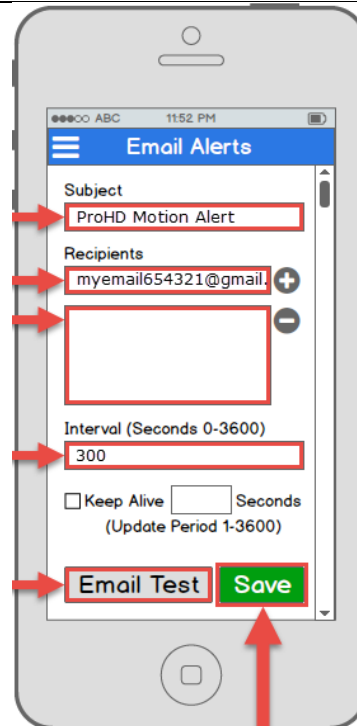 ABC 11:52 PM
Email Alerts
Subject
ProHD Motion Alert
Recipients
myemail654321@gmail.
Interval (Seconds 0-3600)
300
Keep Alive Seconds
(Update Period 1-3600)
Email Test Save